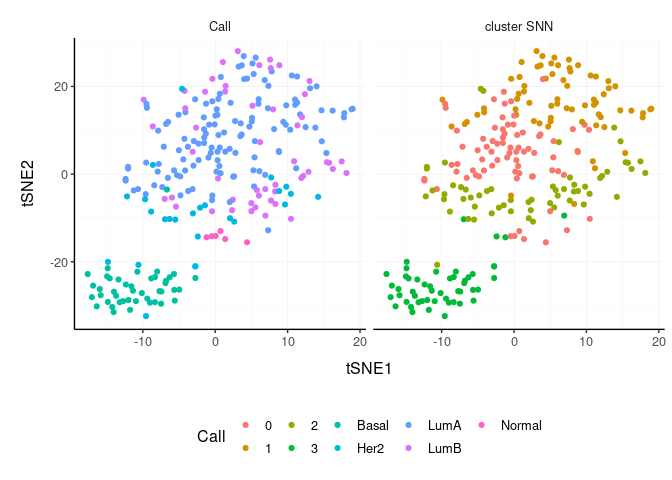 Call cluster SNN
20
0
-20
tSNE2
-10 0 10 20 -10 0 10 20
tSNE1
Call 0 2 Basal LumA Normal
1 3 Her2 LumB